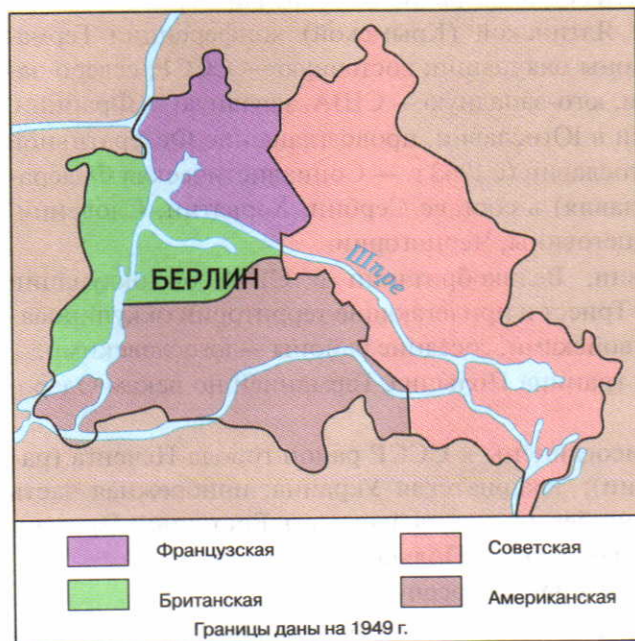 БЕРЛИН
Шпре
Французская
Советская
Британская
Американская
Границы даны на 1949 г.